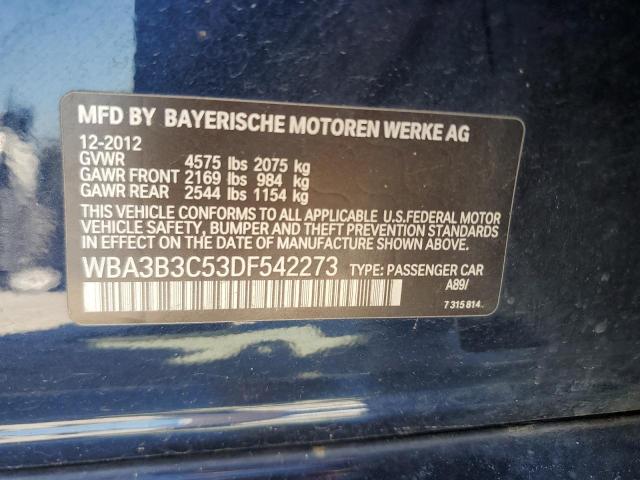 MFD BY BAYERISCHE MOTOREN WERKE AG
12-2012
GVWR 4575 lbs 2075 kg
GAWR FRONT 2169 lbs 984 kg
GAWR REAR 2544 lbs 1154 kg
THIS VEHICLE CONFORMS TO ALL APPLICABLE U.S.FEDERAL MOTOR
VEHICLE SAFETY, BUMPER AND THEFT PREVENTION STANDARDS
IN EFFECT ON THE DATE OF MANUFACTURE
SHOWN ABOVE.
WBA3B3C53DF542273 TYPE: PASSENGER CAR
A89/
7 315 814